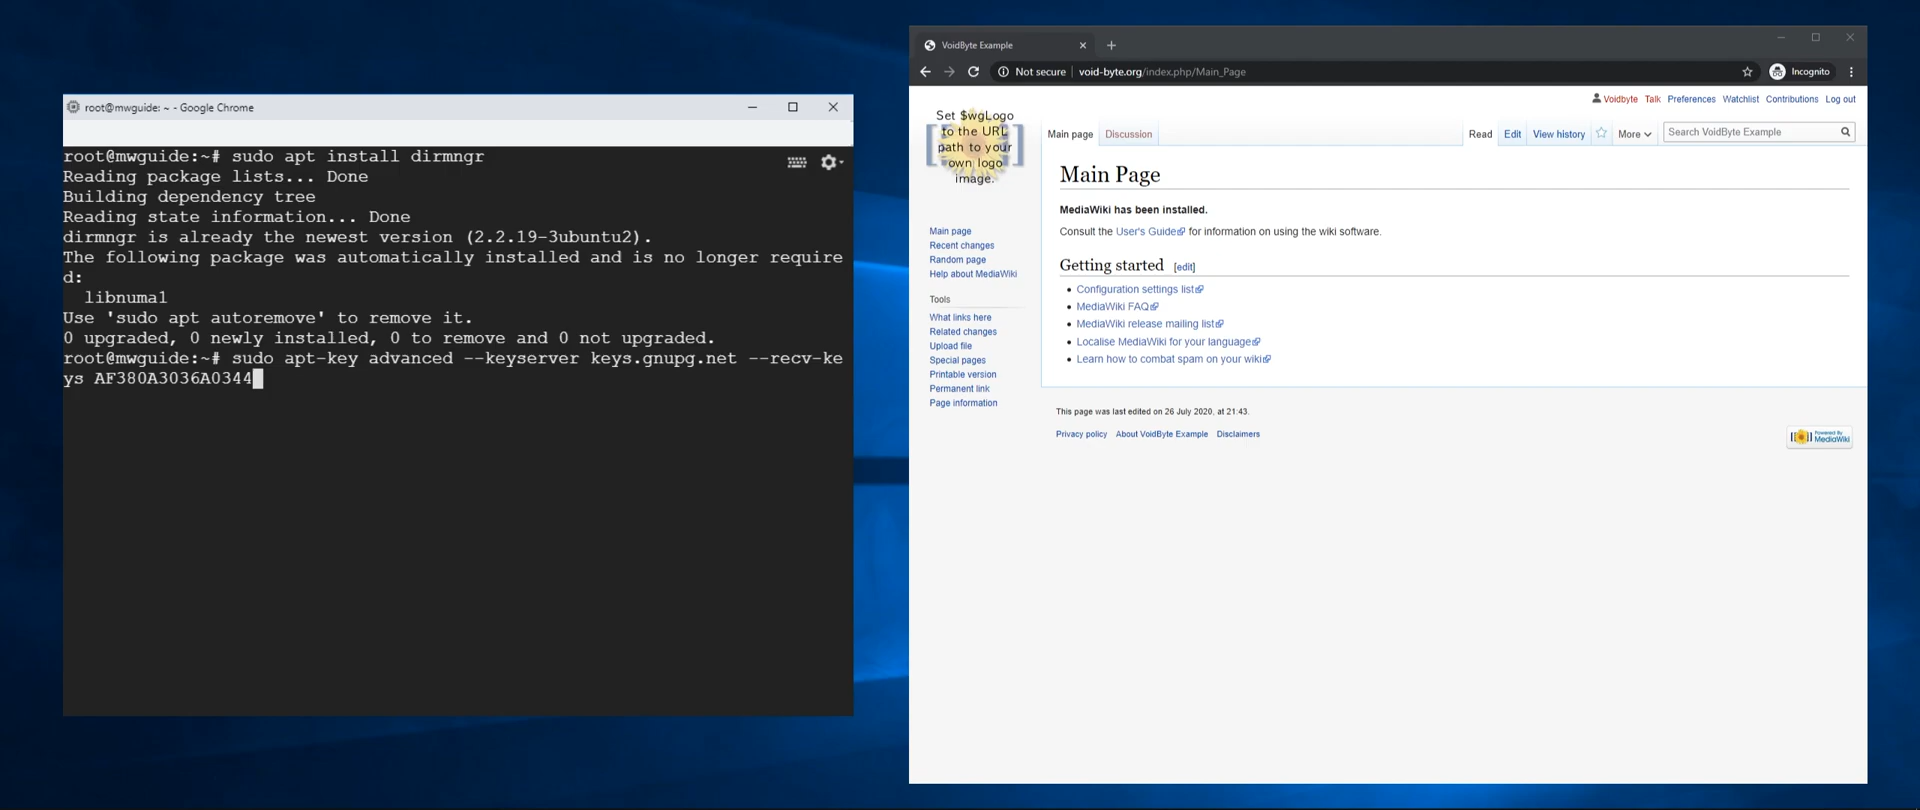 root@mwguide: ~ - Google Chrome
root@mwguide:~# sudo apt install dirmngr
Reading package lists... Done
Building dependency tree
Reading state information... Done
dirmngr is already the newest version (2.2.19-3ubuntu2).
The following package was automatically installed and is no longer require
d:
libnuma1
Use 'sudo apt autoremove' to remove it.
0 upgraded, 0 newly installed, 0 to remove and 0 not upgraded.
root@mwguide:~# sudo apt-key advanced --keyserver keys.gnupg.net --recv-ke
ys AF380A3036A0344
VoidByte Example
Not secure | void-byte.org/index.php/Main_Page
Incognito
Voidbyte Talk Preferences Watchlist Contributions Log out
Set $wgLogo
to the URL
path to your
own logo
image.
Main page Discussion
Read Edit View history More Search VoidByte Example
Main Page
MediaWiki has been installed.
Consult the User's Guide for information on using the wiki software.
Getting started [edit]
Configuration settings list
MediaWiki FAQ
MediaWiki release mailing list
Localise MediaWiki for your language
Learn how to combat spam on your wiki
Main page
Recent changes
Random page
Help about MediaWiki
Tools
What links here
Related changes
Upload file
Special pages
Printable version
Permanent link
Page information
This page was last edited on 26 July 2020, at 21:43.
Privacy policy About VoidByte Example Disclaimers
Powered By
MediaWiki